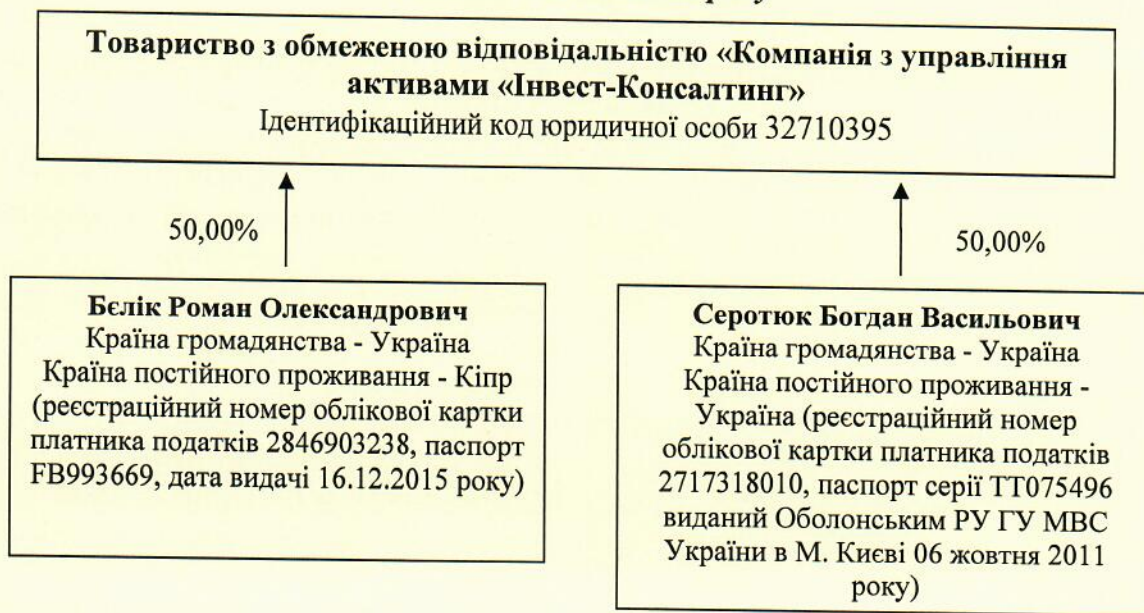 Товариство з обмеженою відповідальністю «Компанія з управління
активами «Інвест-Консалтинг»
Ідентифікаційний код юридичної особи 32710395
50,00%
50,00%
Бєлік Роман Олександрович
Країна громадянства - Україна
Країна постійного проживання - Кіпр
(реєстраційний номер облікової картки
платника податків 2846903238, паспорт
FB993669, дата видачі 16.12.2015 року)
Серотюк Богдан Васильович
Країна громадянства - Україна
Країна постійного проживання -
Україна (реєстраційний номер
облікової картки платника податків
2717318010, паспорт серії ТТ075496
виданий Оболонським РУ ГУ МВС
України в М. Києві 06 жовтня 2011
року)